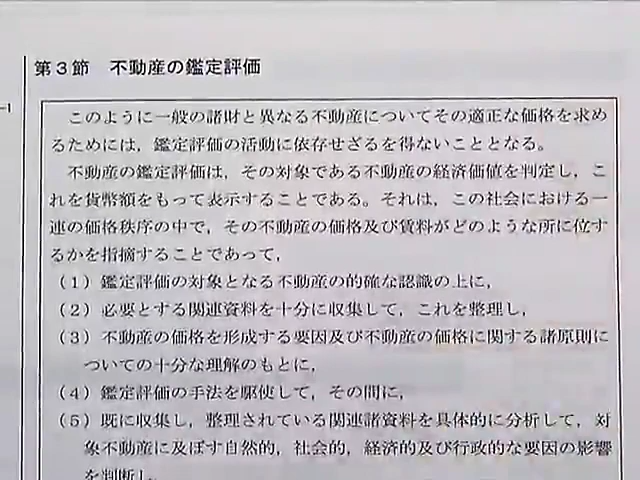 第３節　不動産の鑑定評価
-1
　このように一般の諸財と異なる不動産についてその適正な価格を求め
るためには，鑑定評価の活動に依存せざるを得ないこととなる。
　不動産の鑑定評価は，その対象である不動産の経済価値を判定し，こ
れを貨幣額をもって表示することである。それは，この社会における一
連の価格秩序の中で，その不動産の価格及び賃料がどのような所に位す
るかを指摘することであって，
（１）鑑定評価の対象となる不動産の的確な認識の上に，
（２）必要とする関連資料を十分に収集して，これを整理し，
（３）不動産の価格を形成する要因及び不動産の価格に関する諸原則に
ついての十分な理解のもとに，
（４）鑑定評価の手法を駆使して，その間に，
（５）既に収集し，整理されている関連諸資料を具体的に分析して，対
象不動産に及ぼす自然的，社会的，経済的及び行政的な要因の影響
を判断し，